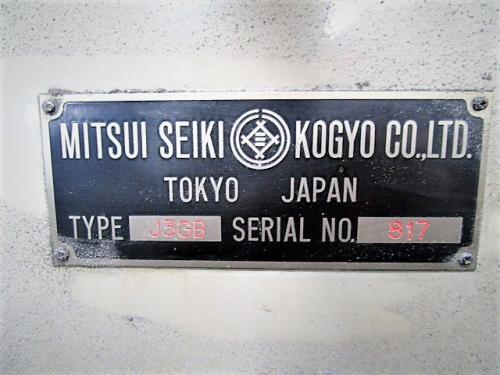 MITSUI SEIKI KOGYO CO.,LTD.
TOKYO JAPAN
TYPE J3GB SERIAL NO. 817